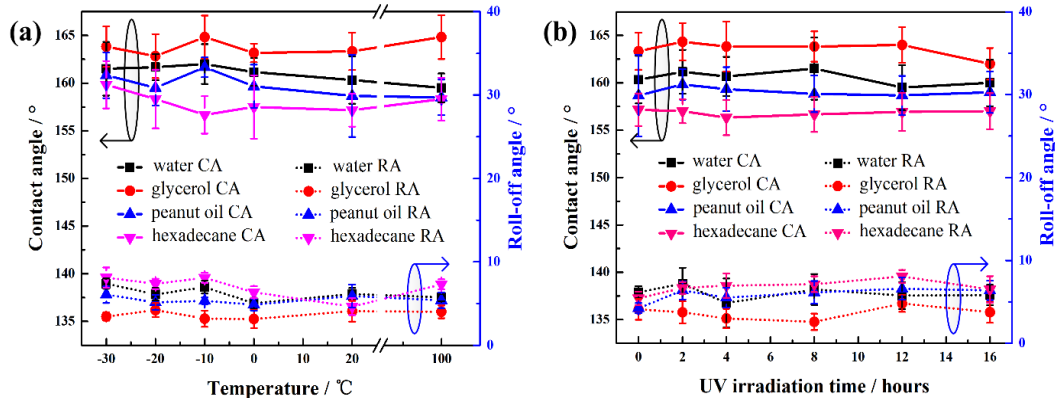 (a)
Contact angle / °
165
160
155
150
145
140
135
40
30
20
10
0
Roll-off angle / °
water CA
water RA
glycerol CA
glycerol RA
peanut oil CA
peanut oil RA
hexadecane CA
hexadecane RA
-30 -20 -10 0 20 100
Temperature / ℃
(b)
Contact angle / °
165
160
155
150
145
140
135
40
30
20
10
0
Roll-off angle / °
water CA
water RA
glycerol CA
glycerol RA
peanut oil CA
peanut oil RA
hexadecane CA
hexadecane RA
0 2 4 6 8 10 12 14 16
UV irradiation time / hours